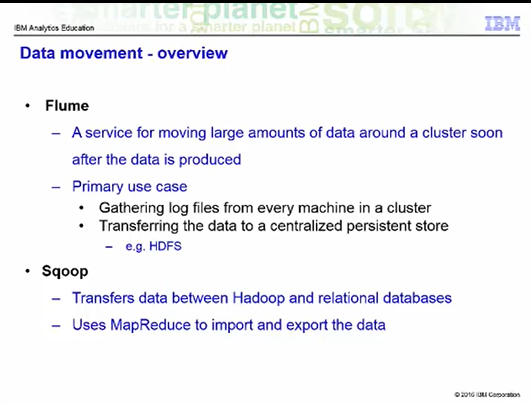 IBM Analytics Education
IBM
Data movement - overview
• Flume
– A service for moving large amounts of data around a cluster soon
after the data is produced
– Primary use case
• Gathering log files from every machine in a cluster
• Transferring the data to a centralized persistent store
– e.g. HDFS
• Sqoop
– Transfers data between Hadoop and relational databases
– Uses MapReduce to import and export the data
© 2016 IBM Corporation